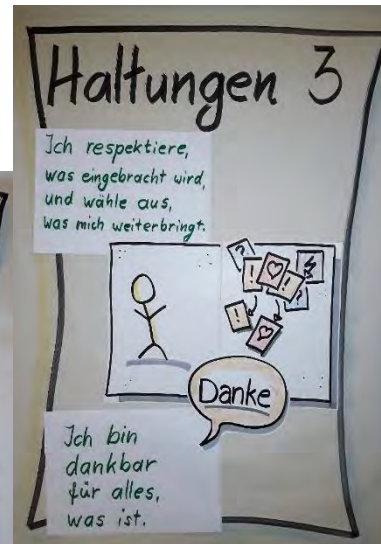 Haltungen 3
Ich respektiere,
was eingebracht wird,
und wähle aus,
was mich weiterbringt.
?
!
!
?
!
!
Danke
Ich bin
dankbar
für alles,
was ist.